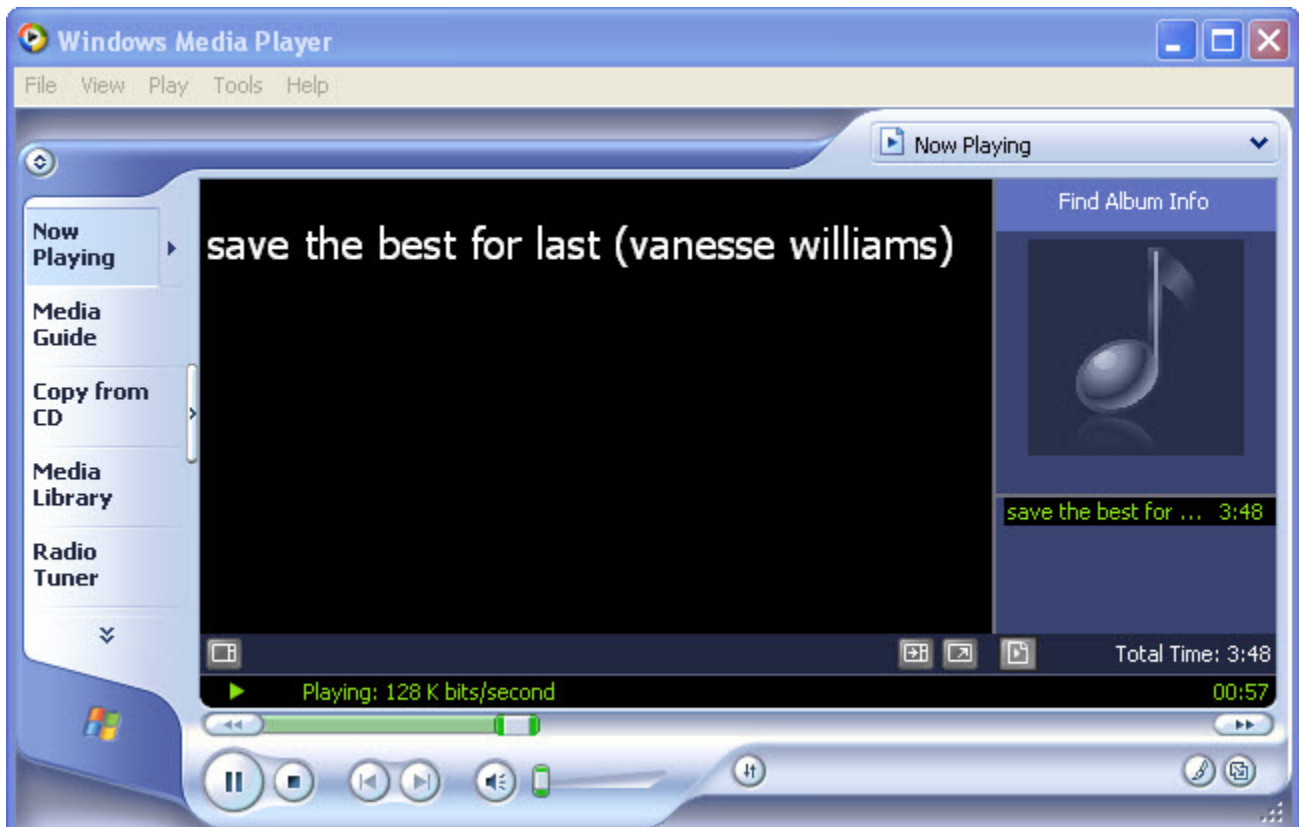 Windows Media Player
File View Play Tools Help
Now Playing
Now
Playing
Media
Guide
Copy from
CD
Media
Library
Radio
Tuner
save the best for last (vanesse williams)
Find Album Info
save the best for ... 3:48
Total Time: 3:48
Playing: 128 K bits/second
00:57